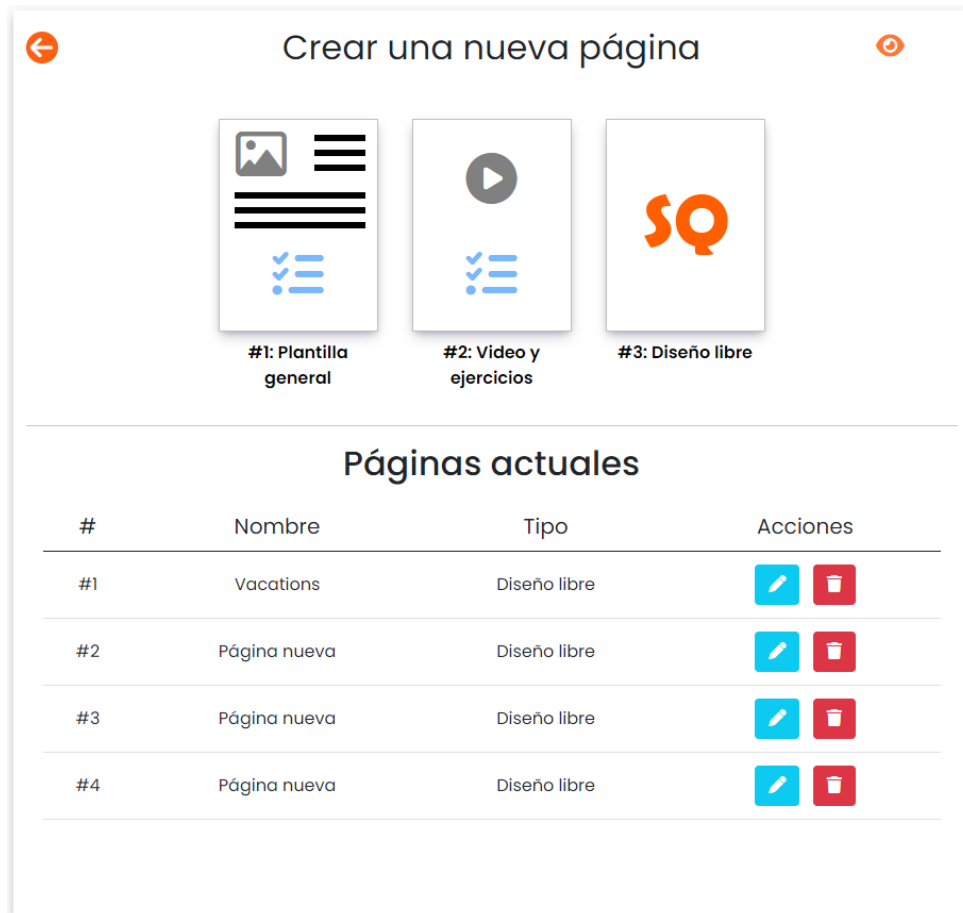 Crear una nueva página
SQ
#1: Plantilla
general
#2: Video y
ejercicios
#3: Diseño libre
Páginas actuales
# Nombre Tipo Acciones
#1 Vacations Diseño libre
#2 Página nueva Diseño libre
#3 Página nueva Diseño libre
#4 Página nueva Diseño libre